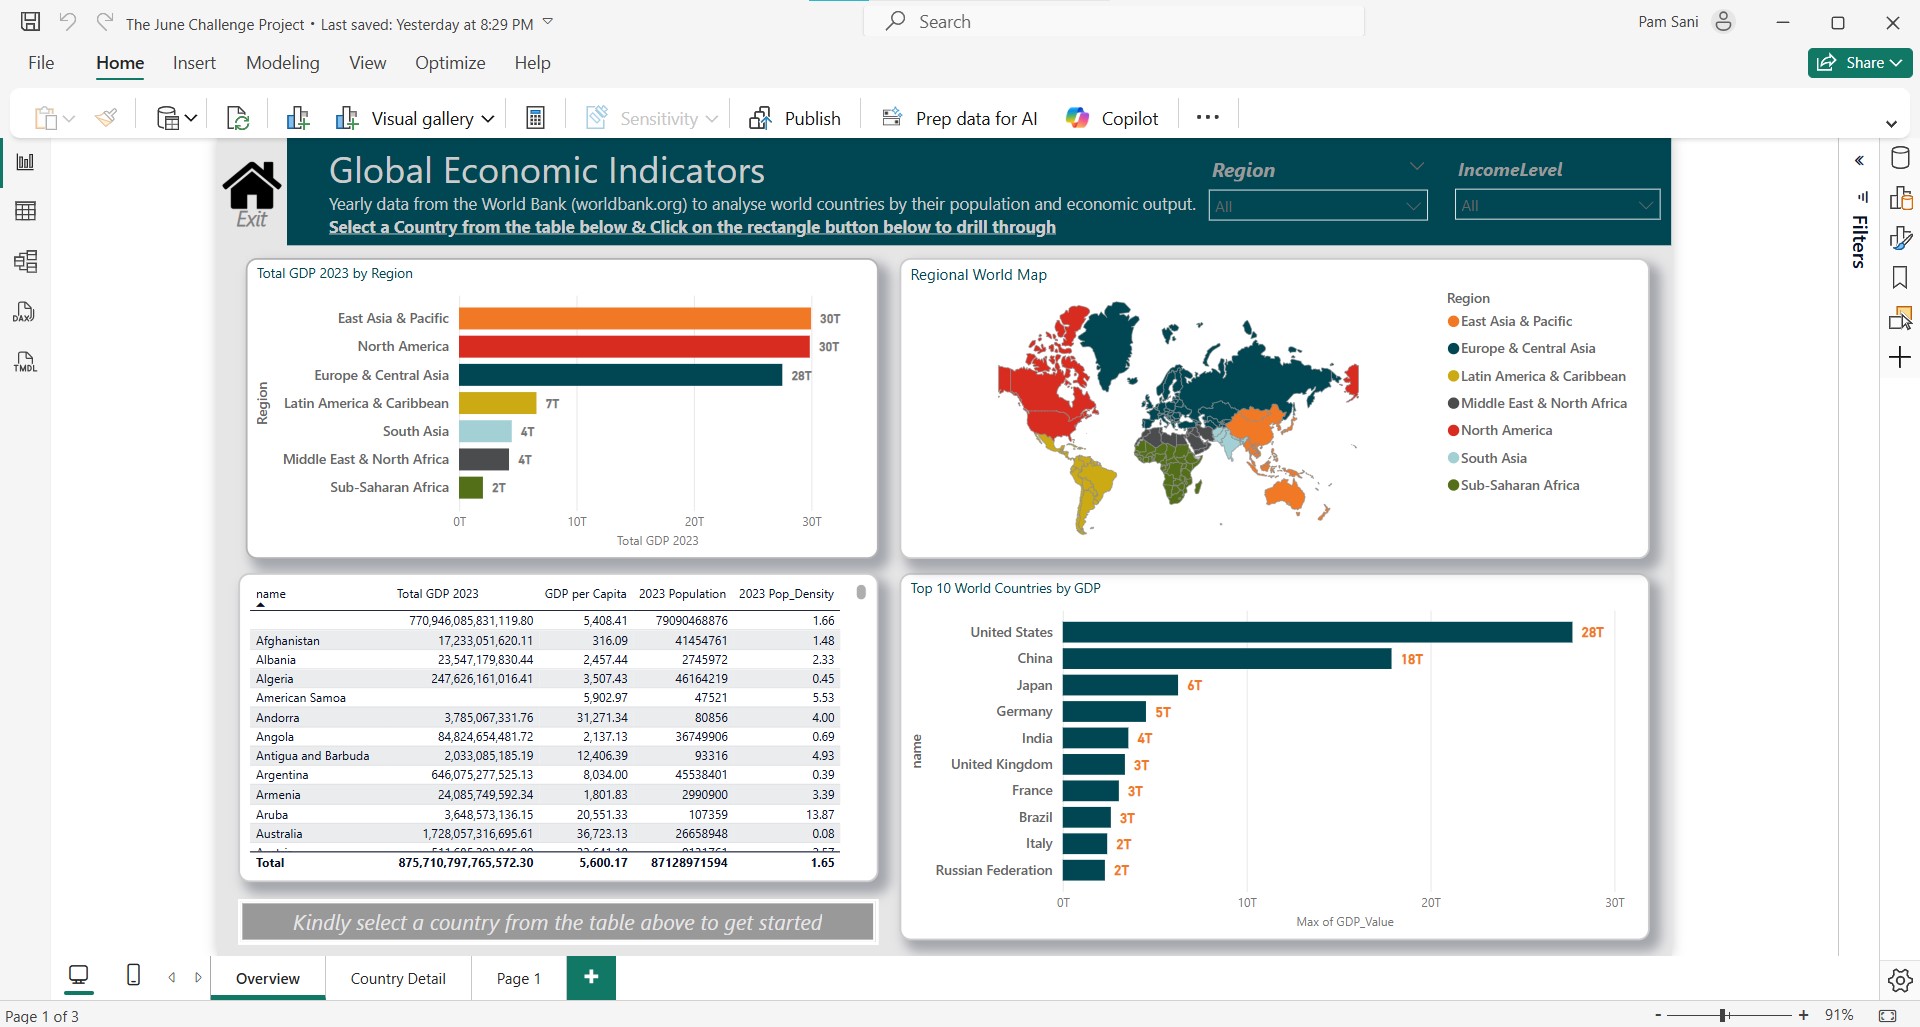 The June Challenge Project • Last saved: Yesterday at 8:29 PM
Search
Pam Sani
File Home Insert Modeling View Optimize Help
Share
Visual gallery
Sensitivity
Publish
Prep data for AI
Copilot
DAX
TMDL
Exit
Global Economic Indicators
Yearly data from the World Bank (worldbank.org) to analyse world countries by their population and economic output.
Select a Country from the table below & Click on the rectangle button below to drill through
Region
All
IncomeLevel
All
Filters
Total GDP 2023 by Region
Region
East Asia & Pacific 30T
North America 30T
Europe & Central Asia 28T
Latin America & Caribbean 7T
South Asia 4T
Middle East & North Africa 4T
Sub-Saharan Africa 2T
0T 10T 20T 30T
Total GDP 2023
Regional World Map
Region
East Asia & Pacific
Europe & Central Asia
Latin America & Caribbean
Middle East & North Africa
North America
South Asia
Sub-Saharan Africa
name Total GDP 2023 GDP per Capita 2023 Population 2023 Pop_Density
770,946,085,831,119.80 5,408.41 79090468876 1.66
Afghanistan 17,233,051,620.11 316.09 41454761 1.48
Albania 23,547,179,830.44 2,457.44 2745972 2.33
Algeria 247,626,161,016.41 3,507.43 46164219 0.45
American Samoa 5,902.97 47521 5.53
Andorra 3,785,067,331.76 31,271.34 80856 4.00
Angola 84,824,654,481.72 2,137.13 36749906 0.69
Antigua and Barbuda 2,033,085,185.19 12,406.39 93316 4.93
Argentina 646,075,277,525.13 8,034.00 45538401 0.39
Armenia 24,085,749,592.34 1,801.83 2990900 3.39
Aruba 3,648,573,136.15 20,551.33 107359 13.87
Australia 1,728,057,316,695.61 36,723.13 26658948 0.08
Total 875,710,797,765,572.30 5,600.17 87128971594 1.65
Kindly select a country from the table above to get started
Top 10 World Countries by GDP
name
United States 28T
China 18T
Japan 6T
Germany 5T
India 4T
United Kingdom 3T
France 3T
Brazil 3T
Italy 2T
Russian Federation 2T
0T 10T 20T 30T
Max of GDP_Value
Overview Country Detail Page 1
Page 1 of 3
91%